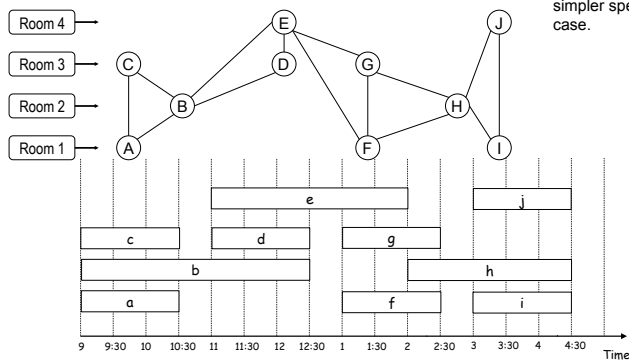 simpler spe
case.
Room 4
E
J
Room 3
C
D
G
Room 2
B
H
Room 1
A
F
I
e
j
c
d
g
b
h
a
f
i
9 9:30 10 10:30 11 11:30 12 12:30 1 1:30 2 2:30 3 3:30 4 4:30
Time